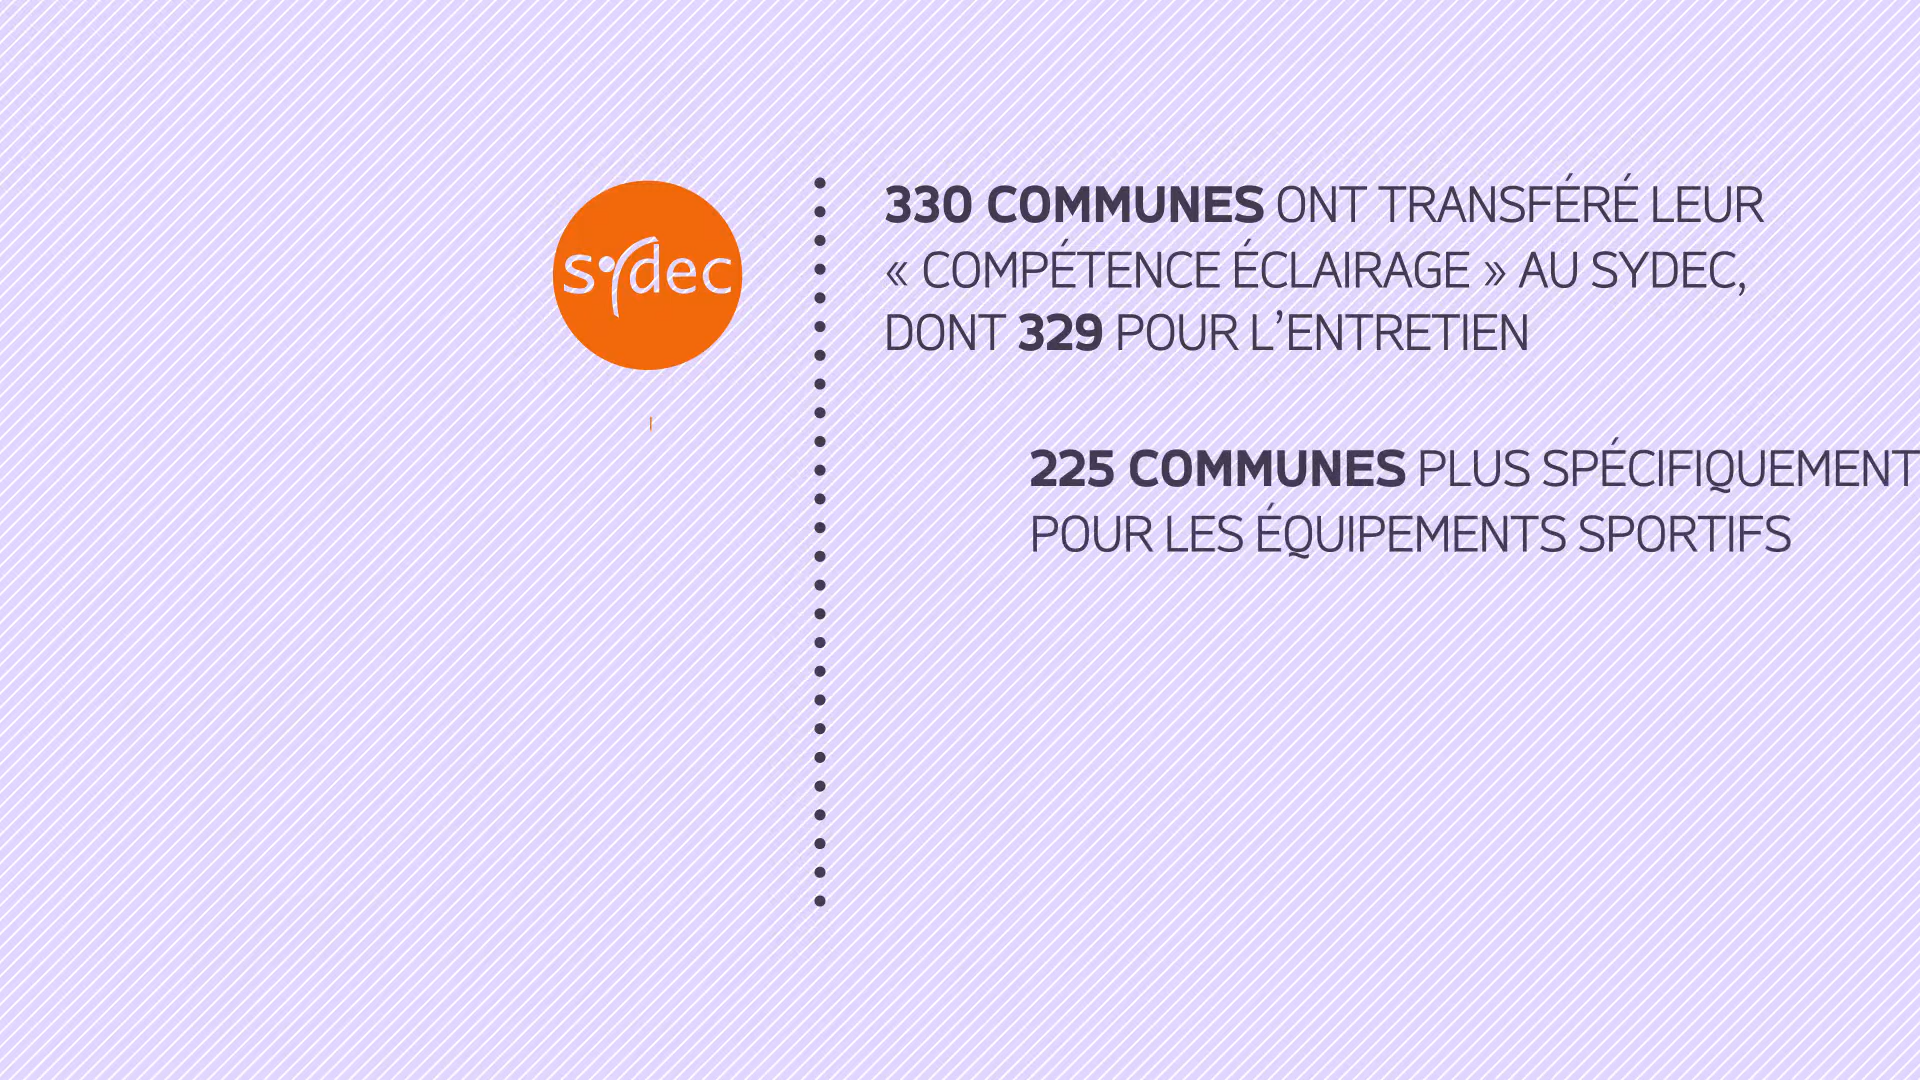 sydec
330 COMMUNES ONT TRANSFÉRÉ LEUR
« COMPÉTENCE ÉCLAIRAGE » AU SYDEC,
DONT 329 POUR L’ENTRETIEN
225 COMMUNES PLUS SPÉCIFIQUEMENT
POUR LES ÉQUIPEMENTS SPORTIFS